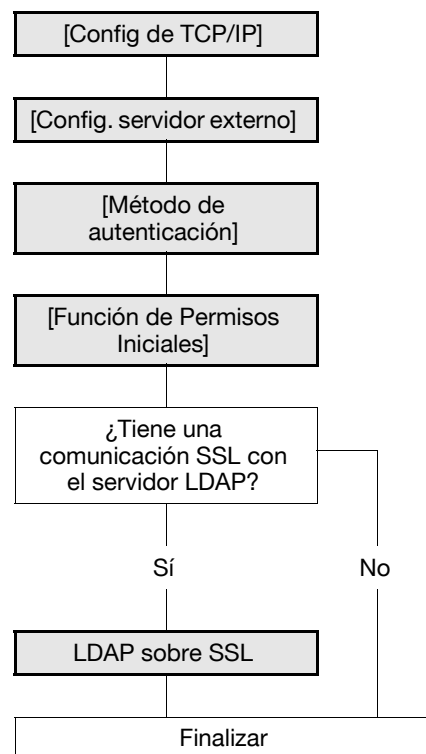 [Config de TCP/IP]
[Config. servidor externo]
[Método de
autenticación]
[Función de Permisos
Iniciales]
¿Tiene una
comunicación SSL con
el servidor LDAP?
Sí
No
LDAP sobre SSL
Finalizar